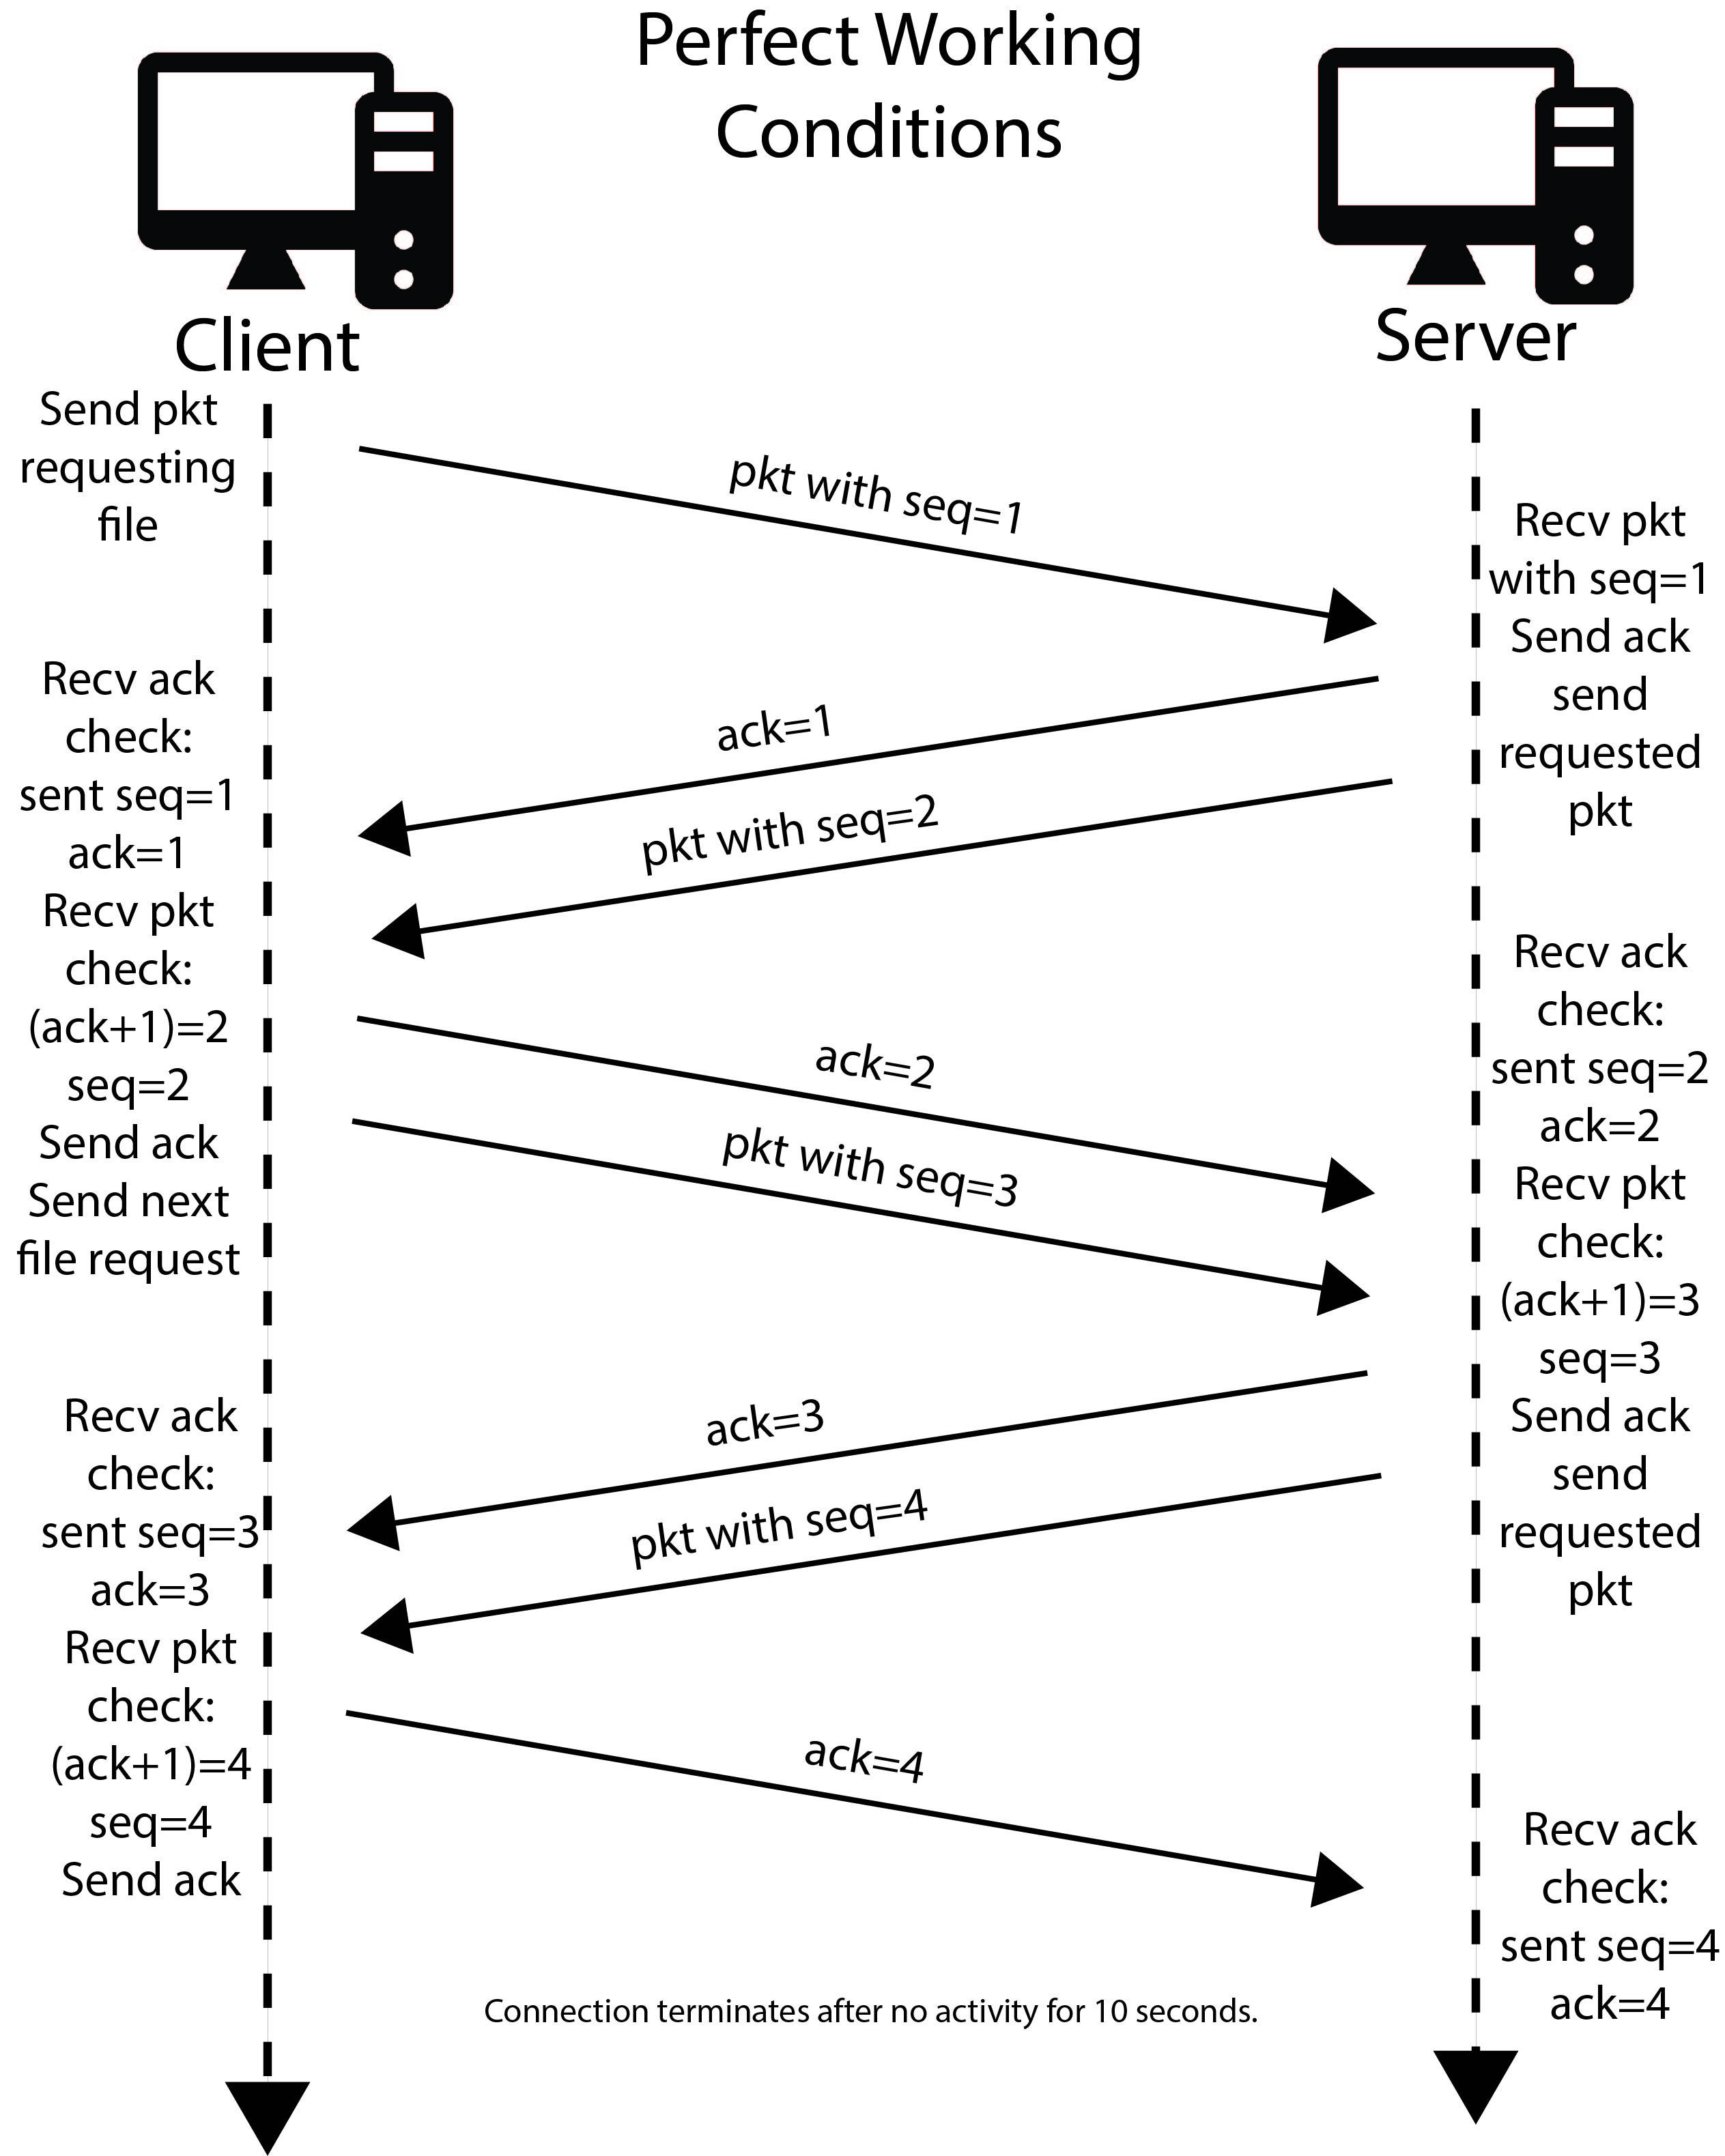 Perfect Working
Conditions
Client
Server
Send pkt
requesting
file
pkt with seq=1
Recv pkt
with seq=1
Send ack
send
requested
pkt
ack=1
pkt with seq=2
Recv ack
check:
sent seq=1
ack=1
Recv pkt
check:
(ack+1)=2
seq=2
Send ack
Send next
file request
ack=2
pkt with seq=3
Recv ack
check:
sent seq=2
ack=2
Recv pkt
check:
(ack+1)=3
seq=3
Send ack
send
requested
pkt
ack=3
pkt with seq=4
Recv ack
check:
sent seq=3
ack=3
Recv pkt
check:
(ack+1)=4
seq=4
Send ack
ack=4
Recv ack
check:
sent seq=4
ack=4
Connection terminates after no activity for 10 seconds.